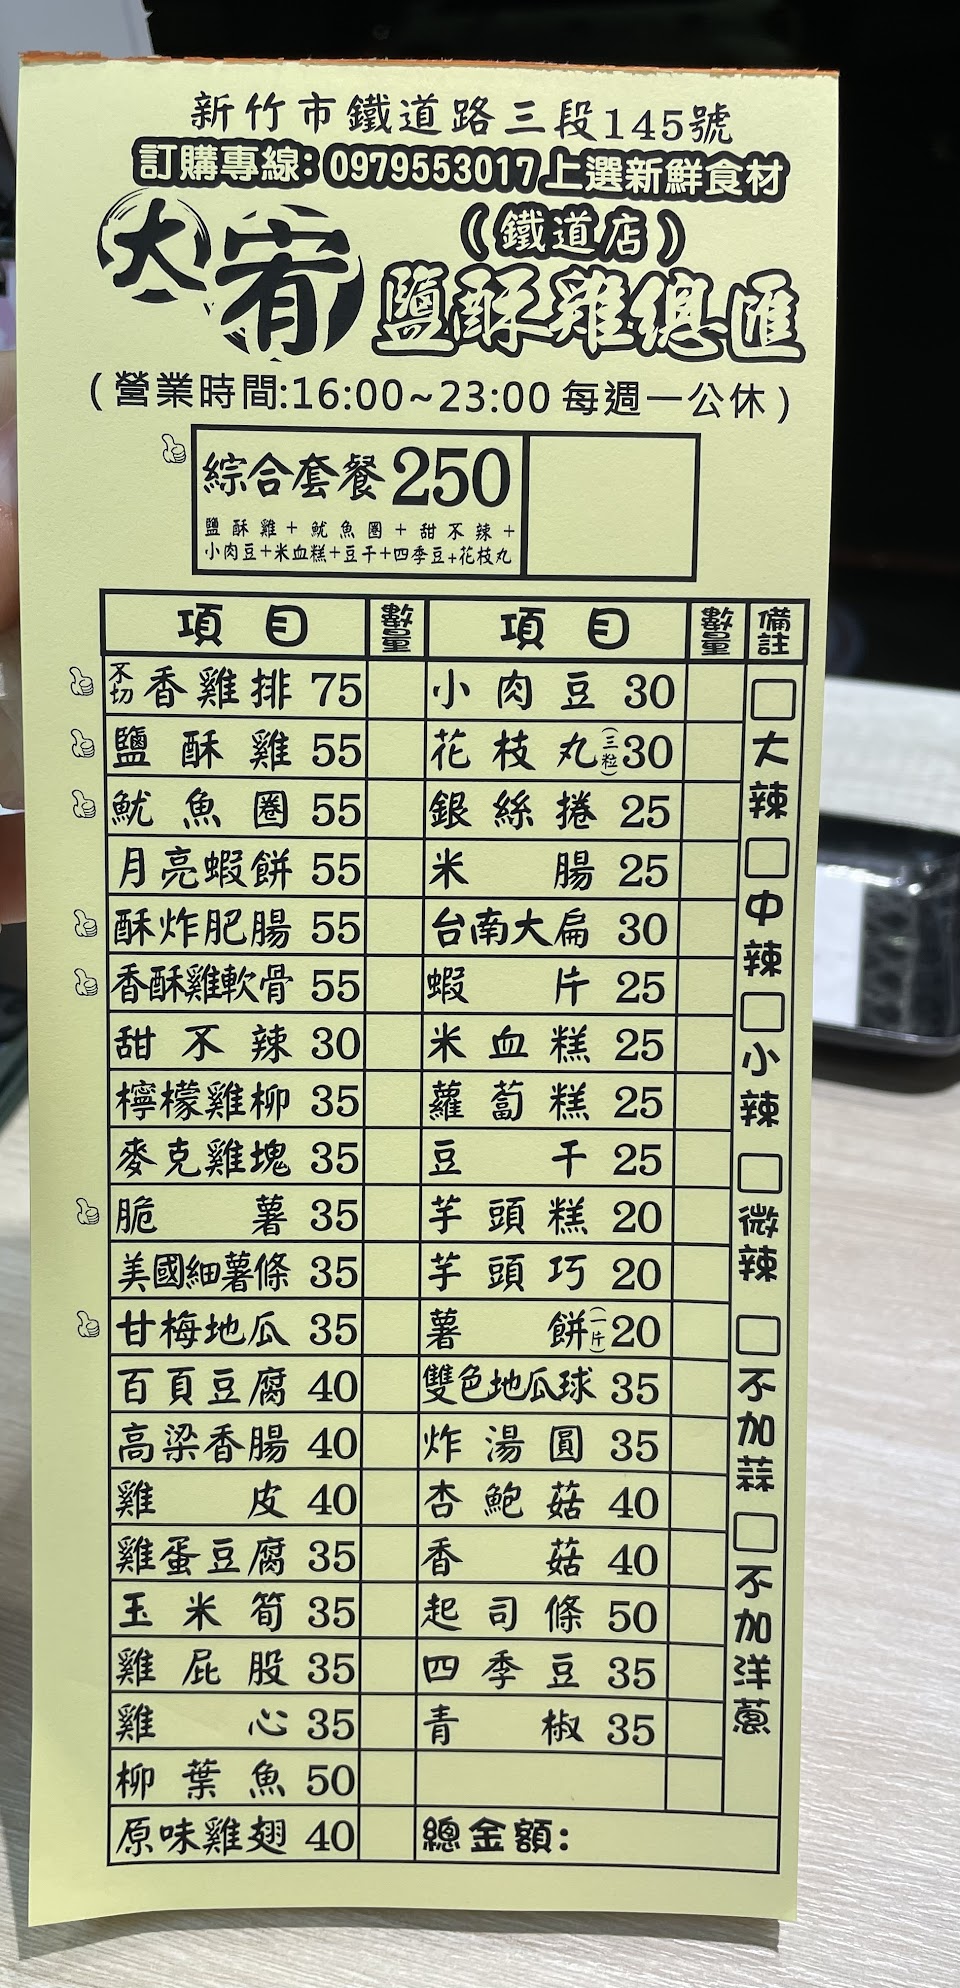 新竹市鐵道路三段145號
訂購專線:0979553017上選新鮮食材
大宥
(鐵道店)
鹽酥雞總匯
(營業時間:16:00~23:00 每週一公休)
綜合套餐250
鹽酥雞+魷魚圈+甜不辣+
小肉豆+米血糕+豆干+四季豆+花枝丸
項目 數量 項目 數量 備註
不切香雞排 75 小肉豆 30
鹽酥雞 55 花枝丸(三粒)30
魷魚圈 55 銀絲捲 25
月亮蝦餅 55 米腸 25
酥炸肥腸 55 台南大扁 30
香酥雞軟骨 55 蝦片 25
甜不辣 30 米血糕 25
檸檬雞柳 35 蘿蔔糕 25
麥克雞塊 35 豆干 25
脆薯 35 芋頭糕 20
美國細薯條 35 芋頭巧 20
甘梅地瓜 35 薯餅(一片)20
百頁豆腐 40 雙色地瓜球 35
高梁香腸 40 炸湯圓 35
雞皮 40 杏鮑菇 40
雞蛋豆腐 35 香菇 40
玉米筍 35 起司條 50
雞屁股 35 四季豆 35
雞心 35 青椒 35
柳葉魚 50
原味雞翅 40 總金額:
□大辣
□中辣
□小辣
□微辣
□不加蒜
□不加洋蔥